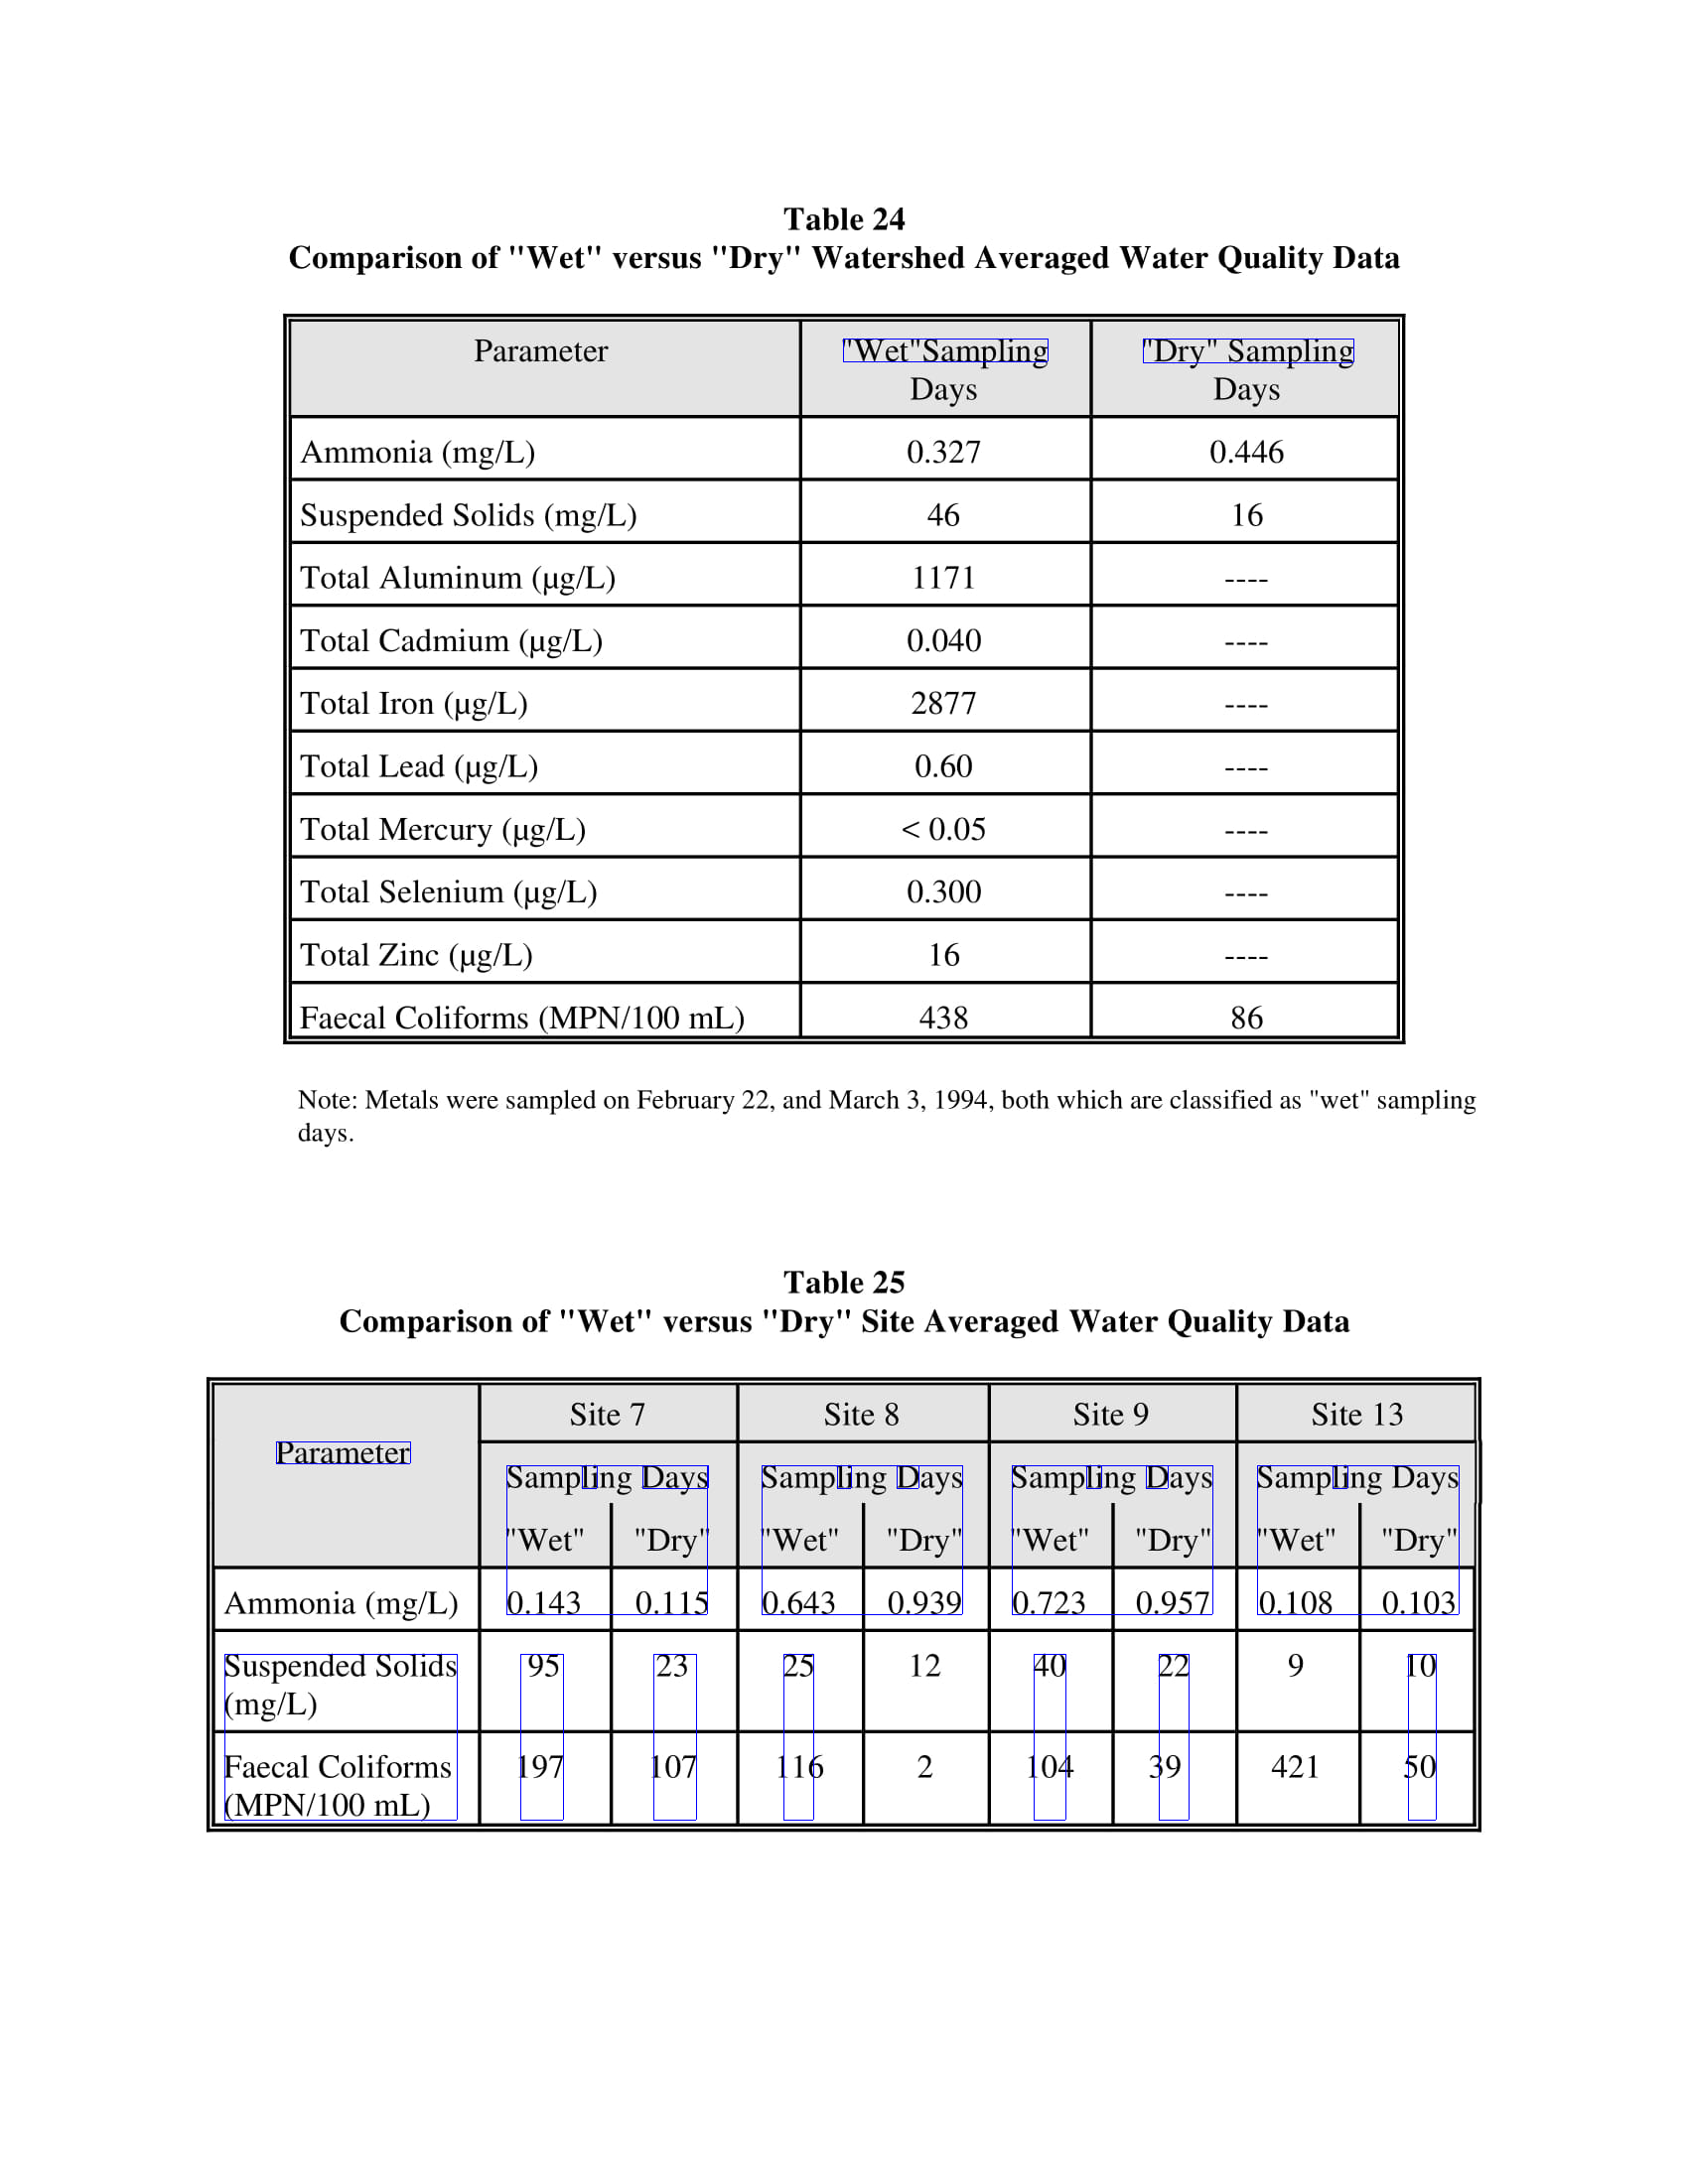 Table 24
Comparison of "Wet" versus "Dry" Watershed Averaged Water Quality Data
Parameter "Wet"Sampling Days "Dry" Sampling Days
Ammonia (mg/L) 0.327 0.446
Suspended Solids (mg/L) 46 16
Total Aluminum (µg/L) 1171 ----
Total Cadmium (µg/L) 0.040 ----
Total Iron (µg/L) 2877 ----
Total Lead (µg/L) 0.60 ----
Total Mercury (µg/L) < 0.05 ----
Total Selenium (µg/L) 0.300 ----
Total Zinc (µg/L) 16 ----
Faecal Coliforms (MPN/100 mL) 438 86
Note: Metals were sampled on February 22, and March 3, 1994, both which are classified as "wet" sampling
days.
Table 25
Comparison of "Wet" versus "Dry" Site Averaged Water Quality Data
Parameter Site 7 Site 8 Site 9 Site 13
Sampling Days Sampling Days Sampling Days Sampling Days
"Wet" "Dry" "Wet" "Dry" "Wet" "Dry" "Wet" "Dry"
Ammonia (mg/L) 0.143 0.115 0.643 0.939 0.723 0.957 0.108 0.103
Suspended Solids (mg/L) 95 23 25 12 40 22 9 10
Faecal Coliforms (MPN/100 mL) 197 107 116 2 104 39 421 50